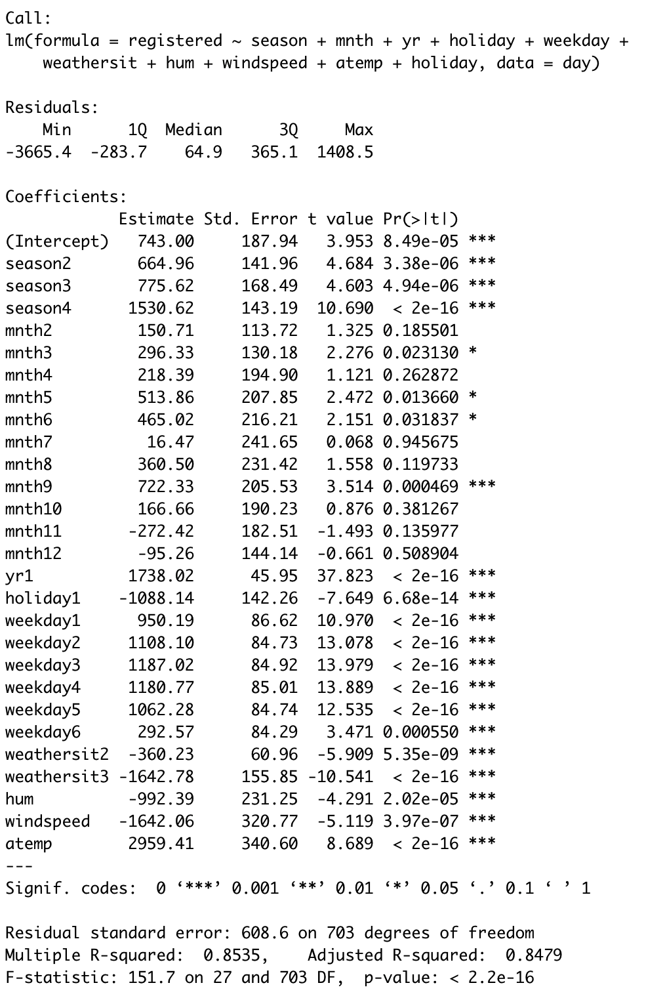 Call:
lm(formula = registered ~ season + mnth + yr + holiday + weekday +
    weathersit + hum + windspeed + atemp + holiday, data = day)

Residuals:
    Min      1Q  Median      3Q     Max
-3665.4  -283.7    64.9   365.1  1408.5

Coefficients:
            Estimate Std. Error t value Pr(>|t|)
(Intercept)   743.00     187.94   3.953 8.49e-05 ***
season2       664.96     141.96   4.684 3.38e-06 ***
season3       775.62     168.49   4.603 4.94e-06 ***
season4      1530.62     143.19  10.690  < 2e-16 ***
mnth2         150.71     113.72   1.325 0.185501
mnth3         296.33     130.18   2.276 0.023130 *
mnth4         218.39     194.90   1.121 0.262872
mnth5         513.86     207.85   2.472 0.013660 *
mnth6         465.02     216.21   2.151 0.031837 *
mnth7          16.47     241.65   0.068 0.945675
mnth8         360.50     231.42   1.558 0.119733
mnth9         722.33     205.53   3.514 0.000469 ***
mnth10        166.66     190.23   0.876 0.381267
mnth11       -272.42     182.51  -1.493 0.135977
mnth12        -95.26     144.14  -0.661 0.508904
yr1          1738.02      45.95  37.823  < 2e-16 ***
holiday1    -1088.14     142.26  -7.649 6.68e-14 ***
weekday1      950.19      86.62  10.970  < 2e-16 ***
weekday2     1108.10      84.73  13.078  < 2e-16 ***
weekday3     1187.02      84.92  13.979  < 2e-16 ***
weekday4     1180.77      85.01  13.889  < 2e-16 ***
weekday5     1062.28      84.74  12.535  < 2e-16 ***
weekday6      292.57      84.29   3.471 0.000550 ***
weathersit2  -360.23      60.96  -5.909 5.35e-09 ***
weathersit3 -1642.78     155.85 -10.541  < 2e-16 ***
hum          -992.39     231.25  -4.291 2.02e-05 ***
windspeed   -1642.06     320.77  -5.119 3.97e-07 ***
atemp        2959.41     340.60   8.689  < 2e-16 ***
---
Signif. codes:  0 ‘***’ 0.001 ‘**’ 0.01 ‘*’ 0.05 ‘.’ 0.1 ‘ ’ 1

Residual standard error: 608.6 on 703 degrees of freedom
Multiple R-squared:  0.8535,    Adjusted R-squared:  0.8479
F-statistic: 151.7 on 27 and 703 DF,  p-value: < 2.2e-16